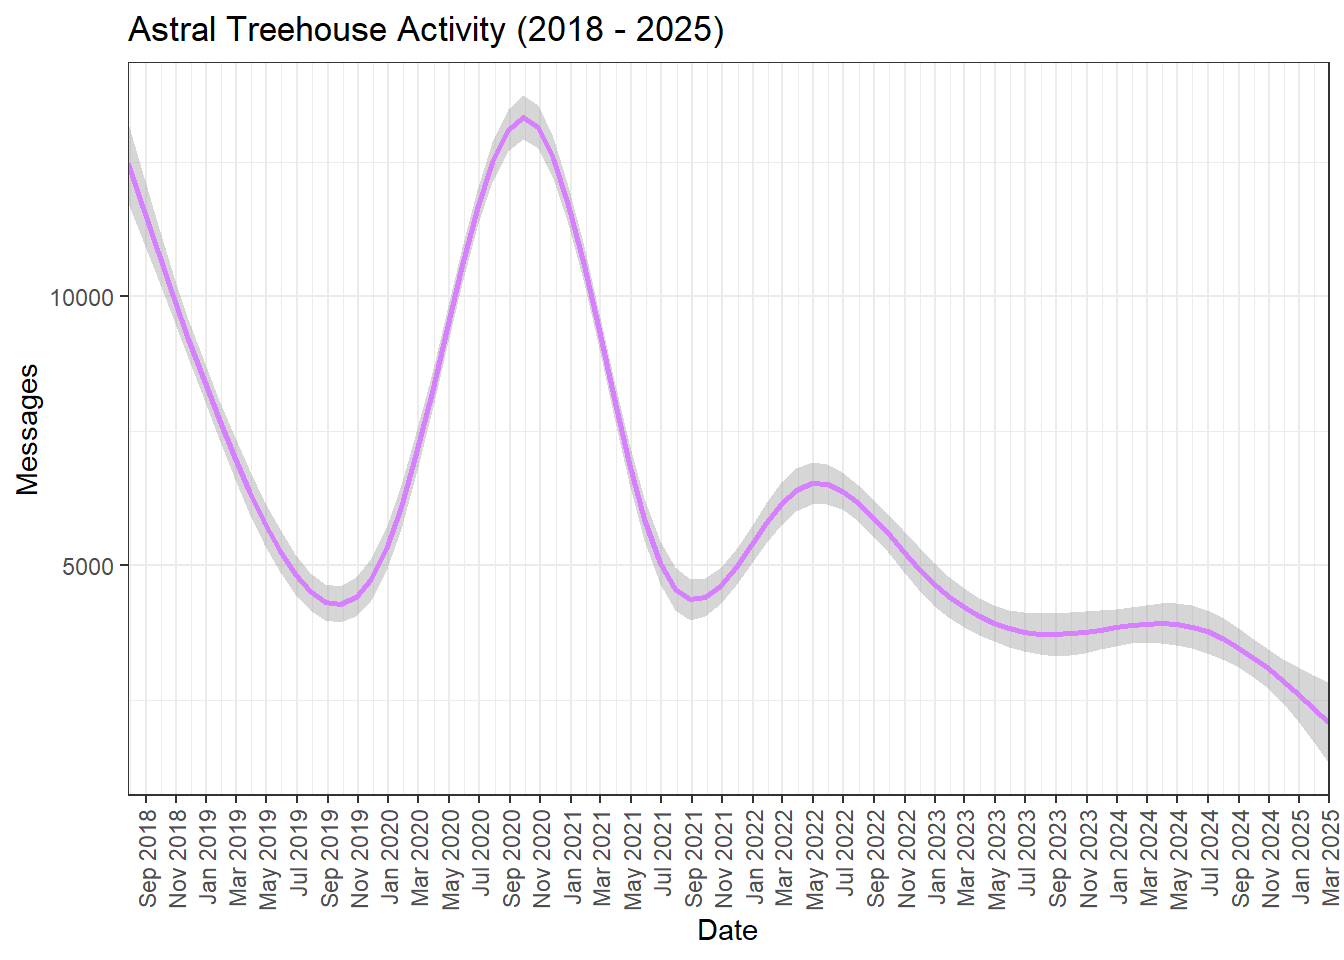 Astral Treehouse Activity (2018 - 2025)
Messages
10000
5000
Sep 2018
Nov 2018
Jan 2019
Mar 2019
May 2019
Jul 2019
Sep 2019
Nov 2019
Jan 2020
Mar 2020
May 2020
Jul 2020
Sep 2020
Nov 2020
Jan 2021
Mar 2021
May 2021
Jul 2021
Sep 2021
Nov 2021
Jan 2022
Mar 2022
May 2022
Jul 2022
Sep 2022
Nov 2022
Jan 2023
Mar 2023
May 2023
Jul 2023
Sep 2023
Nov 2023
Jan 2024
Mar 2024
May 2024
Jul 2024
Sep 2024
Nov 2024
Jan 2025
Mar 2025
Date